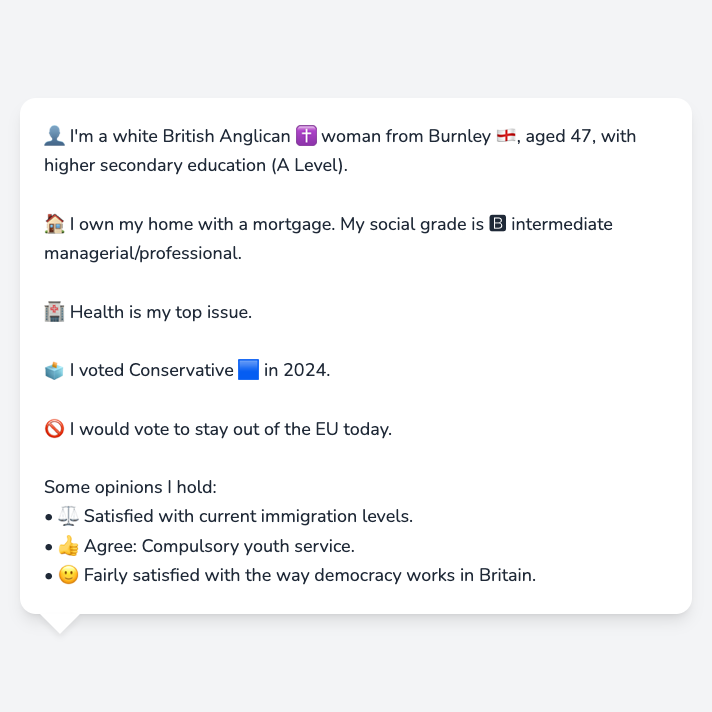 👤 I'm a white British Anglican ✝️ woman from Burnley 🏴󠁧󠁢󠁥󠁮󠁧󠁿, aged 47, with
higher secondary education (A Level).
🏠 I own my home with a mortgage. My social grade is 🅱 intermediate
managerial/professional.
🏥 Health is my top issue.
🗳️ I voted Conservative 🟦 in 2024.
🚫 I would vote to stay out of the EU today.
Some opinions I hold:
• ⚖️ Satisfied with current immigration levels.
• 👍 Agree: Compulsory youth service.
• 🙂 Fairly satisfied with the way democracy works in Britain.